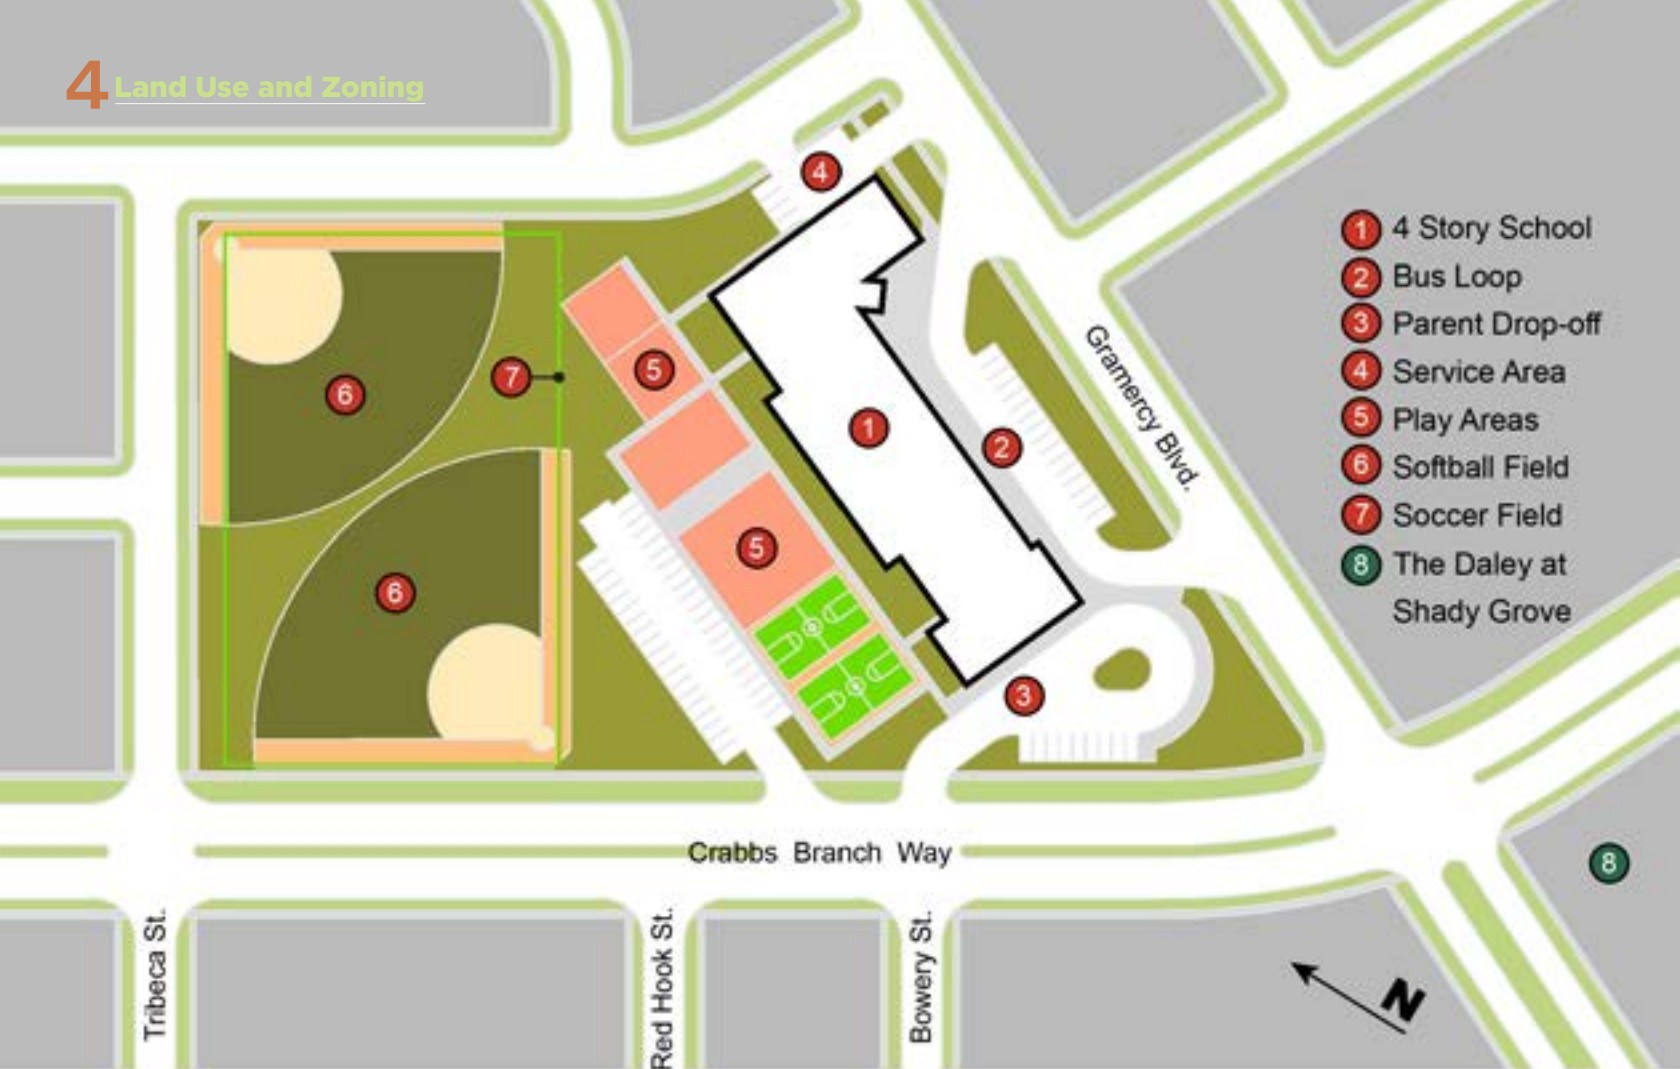 4 Land Use and Zoning
4
1 4 Story School
2 Bus Loop
3 Parent Drop-off
4 Service Area
5 Play Areas
6 Softball Field
7 Soccer Field
8 The Daley at
Shady Grove
Gramercy Blvd.
5
7
6
1
2
5
6
3
Crabbs Branch Way
8
Tribeca St.
Red Hook St.
Bowery St.
N